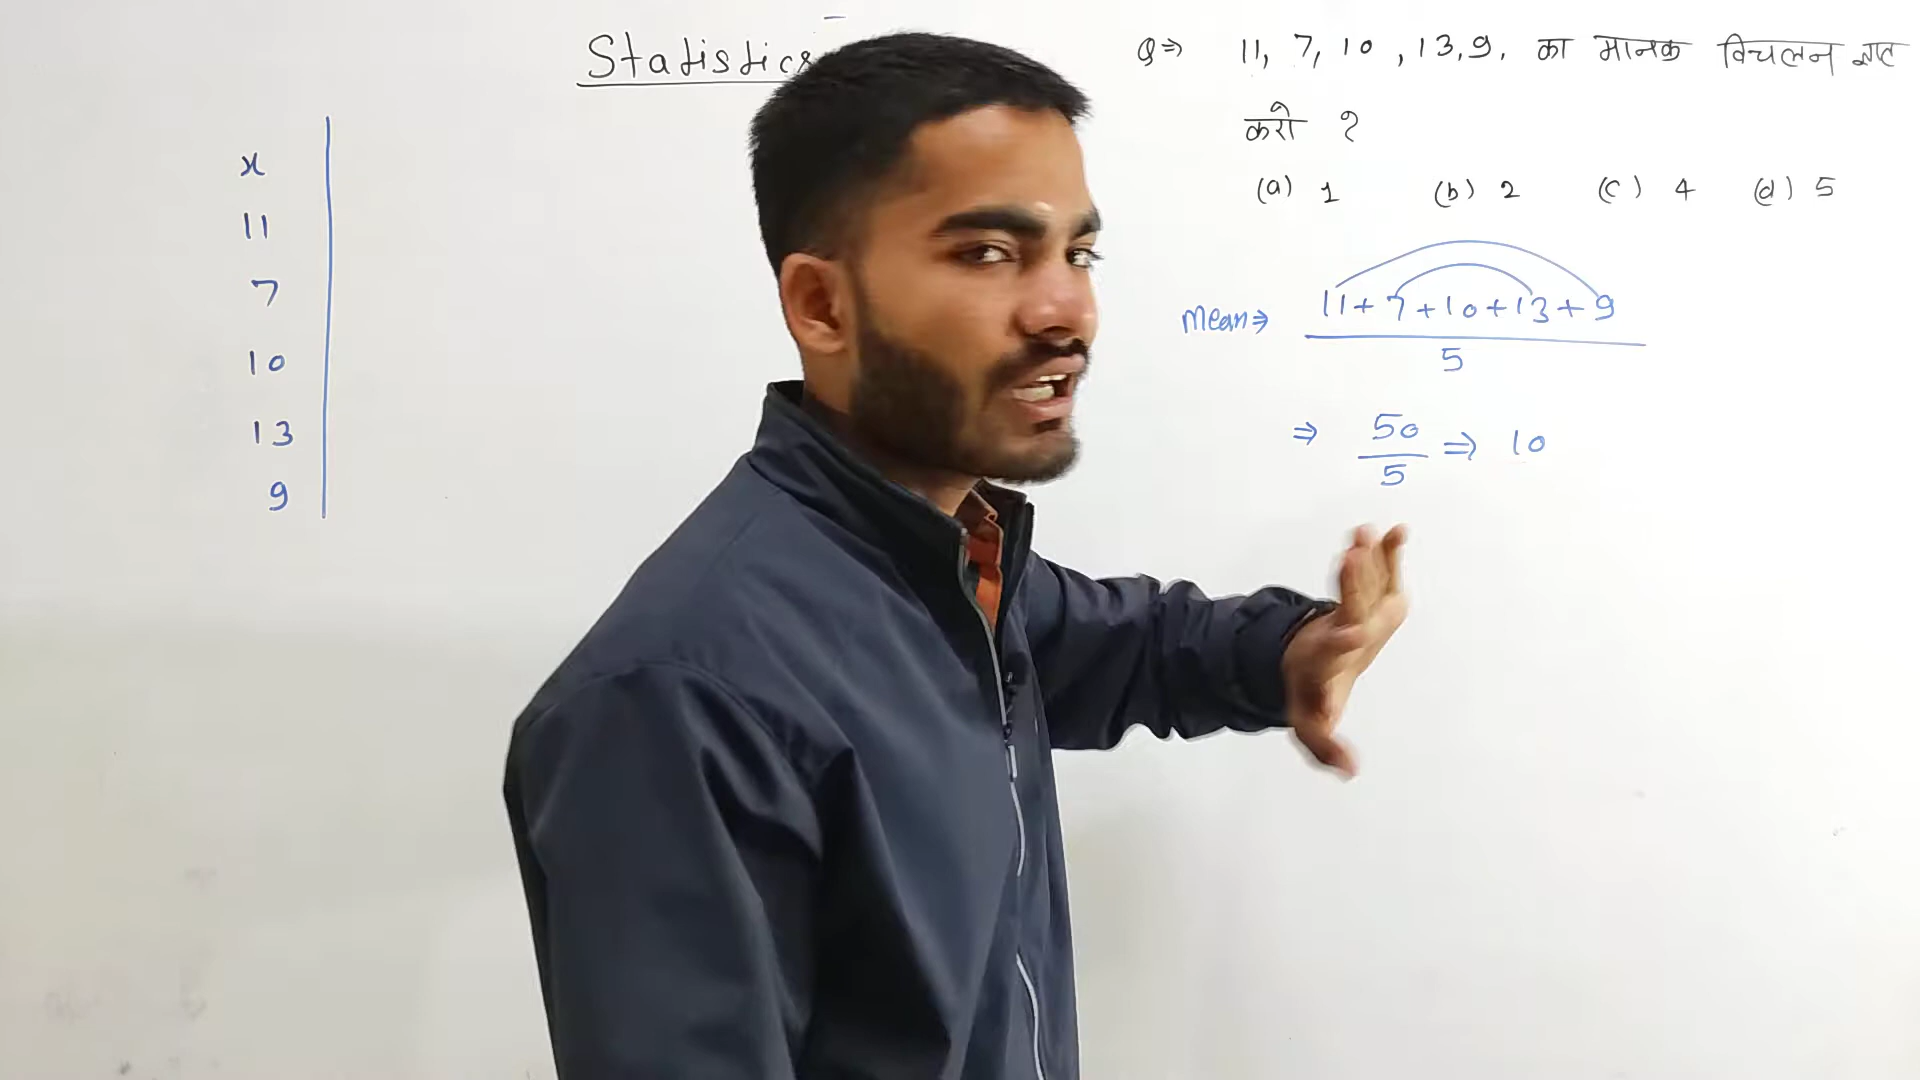 Statistics
x
11
7
10
13
9
Q⇒ 11, 7, 10 , 13, 9, का मानक विचलन
करो ?
(a) 1 (b) 2 (c) 4 (d) 5
Mean⇒ 11+7+10+13+9
5
⇒ 50/5 ⇒ 10